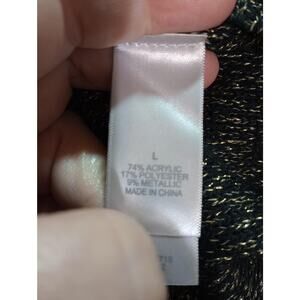 L
74% ACRYLIC
17% POLYESTER
9% METALLIC
MADE IN CHINA